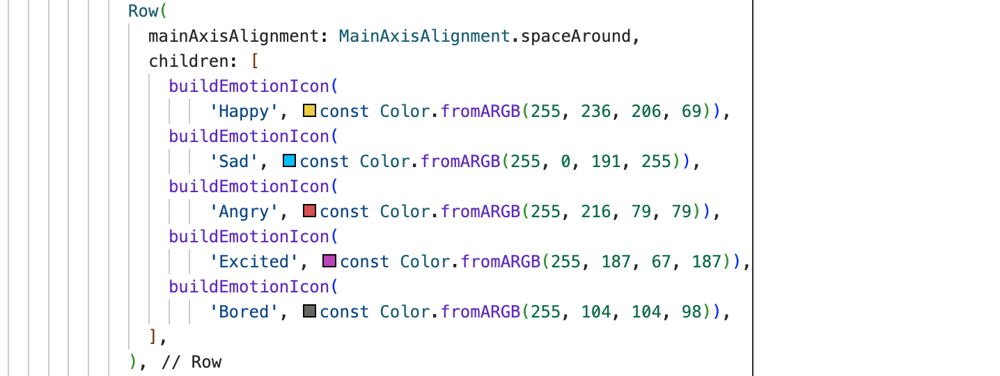 Row(
mainAxisAlignment: MainAxisAlignment.spaceAround,
children: [
buildEmotionIcon(
'Happy', const Color.fromARGB(255, 236, 206, 69)),
buildEmotionIcon(
'Sad', const Color.fromARGB(255, 0, 191, 255)),
buildEmotionIcon(
'Angry', const Color.fromARGB(255, 216, 79, 79)),
buildEmotionIcon(
'Excited', const Color.fromARGB(255, 187, 67, 187)),
buildEmotionIcon(
'Bored', const Color.fromARGB(255, 104, 104, 98)),
],
), // Row